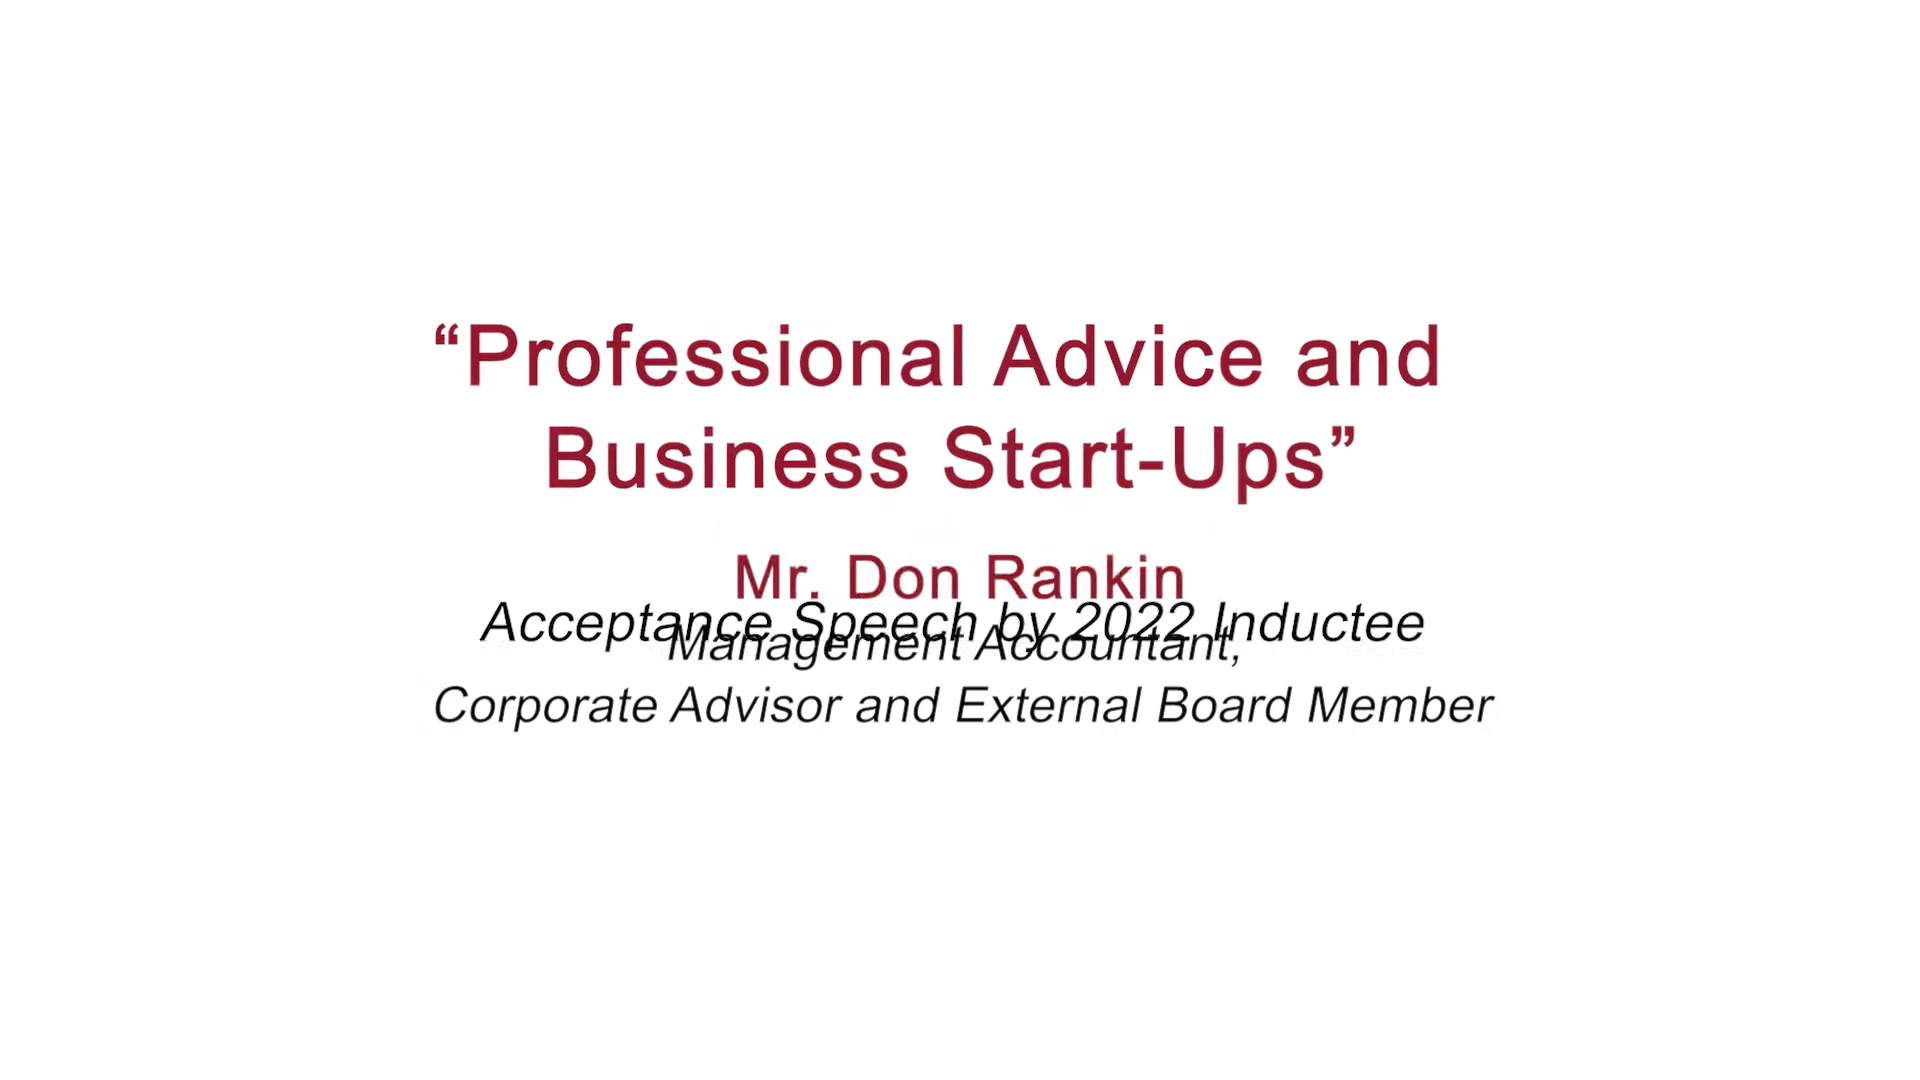 “Professional Advice and
Business Start-Ups”
Mr. Don Rankin
Acceptance Speech by 2022 Inductee
Management Accountant,
Corporate Advisor and External Board Member